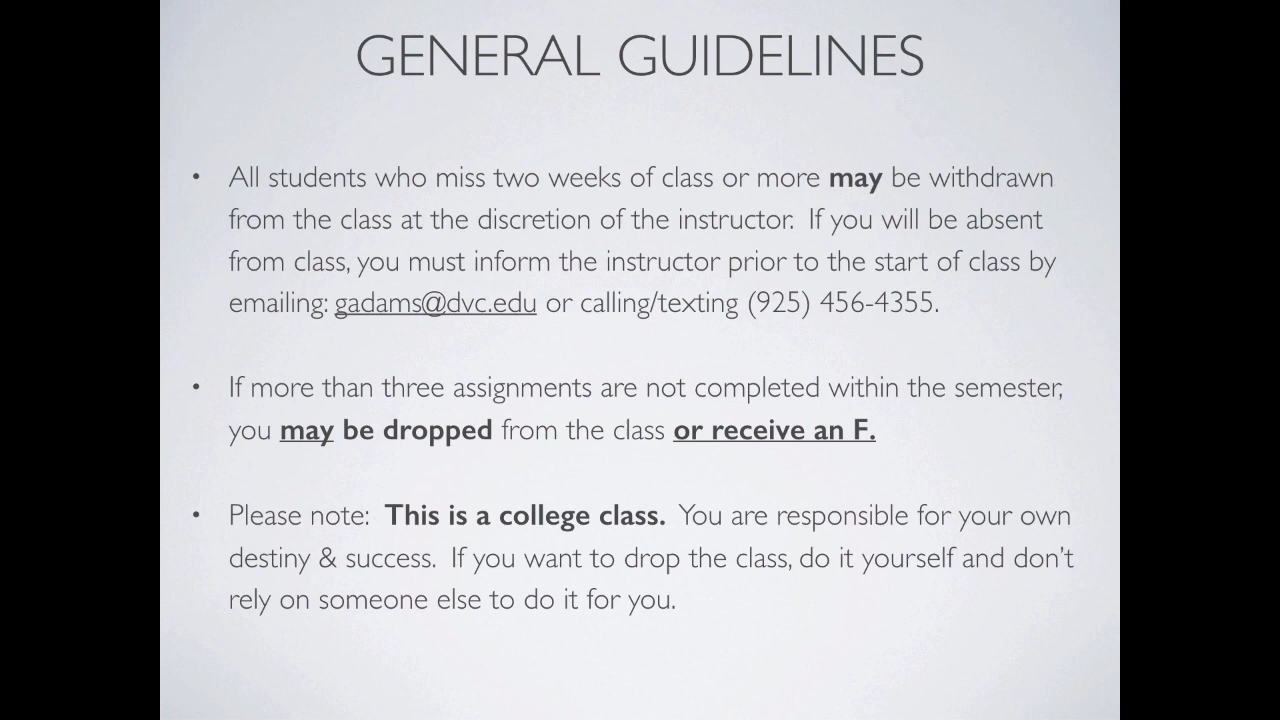 GENERAL GUIDELINES
• All students who miss two weeks of class or more may be withdrawn
from the class at the discretion of the instructor.  If you will be absent
from class, you must inform the instructor prior to the start of class by
emailing: gadams@dvc.edu or calling/texting (925) 456-4355.
• If more than three assignments are not completed within the semester,
you may be dropped from the class or receive an F.
• Please note:  This is a college class.  You are responsible for your own
destiny & success.  If you want to drop the class, do it yourself and don’t
rely on someone else to do it for you.